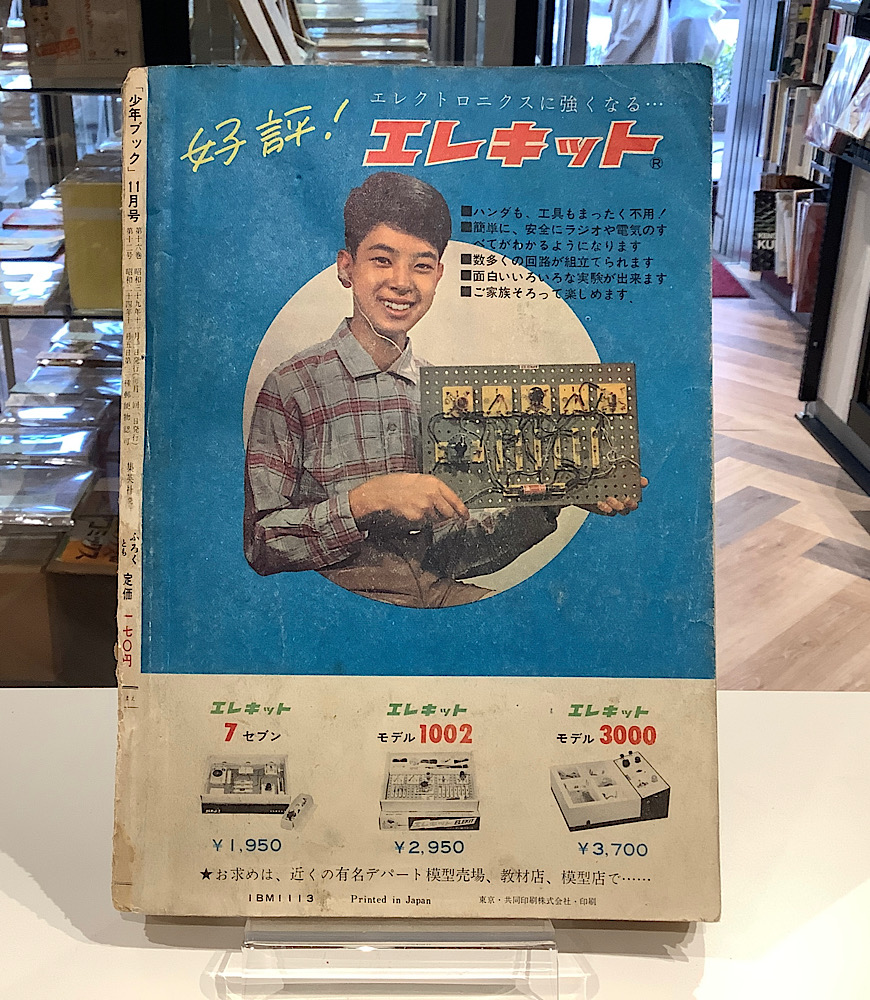 「少年ブック」11月号
集英社
ふろく
とも
定価一七〇円
好評!
エレクトロニクスに強くなる…
エレキット®
■ハンダも、工具もまったく不用!
■簡単に、安全にラジオや電気のす
べてがわかるようになります
■数多くの回路が組立てられます
■面白いいろいろな実験が出来ます
■ご家族そろって楽しめます.
エレキット
7 セブン
¥1,950
エレキット
モデル 1002
エレキット ELEKIT
¥2,950
エレキット
モデル 3000
¥3,700
★お求めは、近くの有名デパート模型売場、教材店、模型店で……
IBM1113
Printed in Japan
東京・共同印刷株式会社・印刷